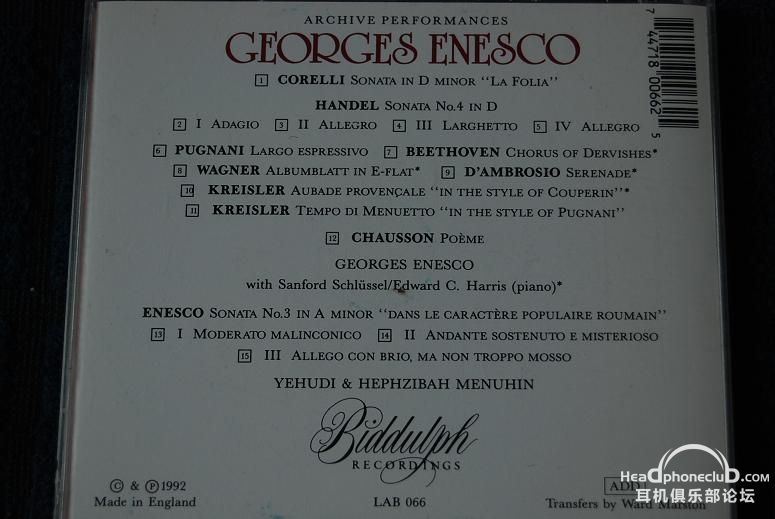 ARCHIVE PERFORMANCES
GEORGES ENESCO
1 CORELLI SONATA IN D MINOR "LA FOLIA"
HANDEL SONATA NO.4 IN D
2 I ADAGIO 3 II ALLEGRO 4 III LARGHETTO 5 IV ALLEGRO
6 PUGNANI LARGO ESPRESSIVO 7 BEETHOVEN CHORUS OF DERVISHES*
8 WAGNER ALBUMBLATT IN E-FLAT* 9 D'AMBROSIO SERENADE*
10 KREISLER AUBADE PROVENÇALE "IN THE STYLE OF COUPERIN"*
11 KREISLER TEMPO DI MENUETTO "IN THE STYLE OF PUGNANI"
12 CHAUSSON POÈME
GEORGES ENESCO
with Sanford Schlüssel/Edward C. Harris (piano)*
ENESCO SONATA NO.3 IN A MINOR "DANS LE CARACTÈRE POPULAIRE ROUMAIN"
13 I MODERATO MALINCONICO 14 II ANDANTE SOSTENUTO E MISTERIOSO
15 III ALLEGO CON BRIO, MA NON TROPPO MOSSO
YEHUDI & HEPHZIBAH MENUHIN
Biddulph
RECORDINGS
© & ℗ 1992
Made in England
LAB 066
ADD
Transfers by Ward Marston
7 44718 00662 5
HeadphonecluD.com
耳机俱乐部论坛